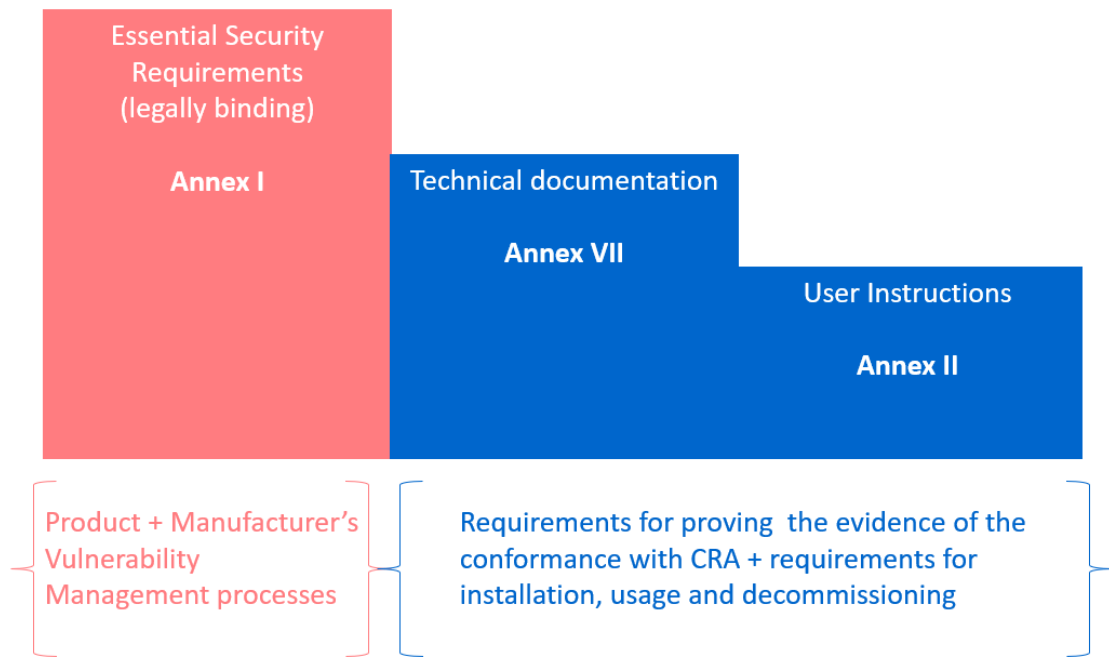 Essential Security
Requirements
(legally binding)
Annex I
Technical documentation
Annex VII
User Instructions
Annex II
Product + Manufacturer’s
Vulnerability
Management processes
Requirements for proving  the evidence of the
conformance with CRA + requirements for
installation, usage and decommissioning